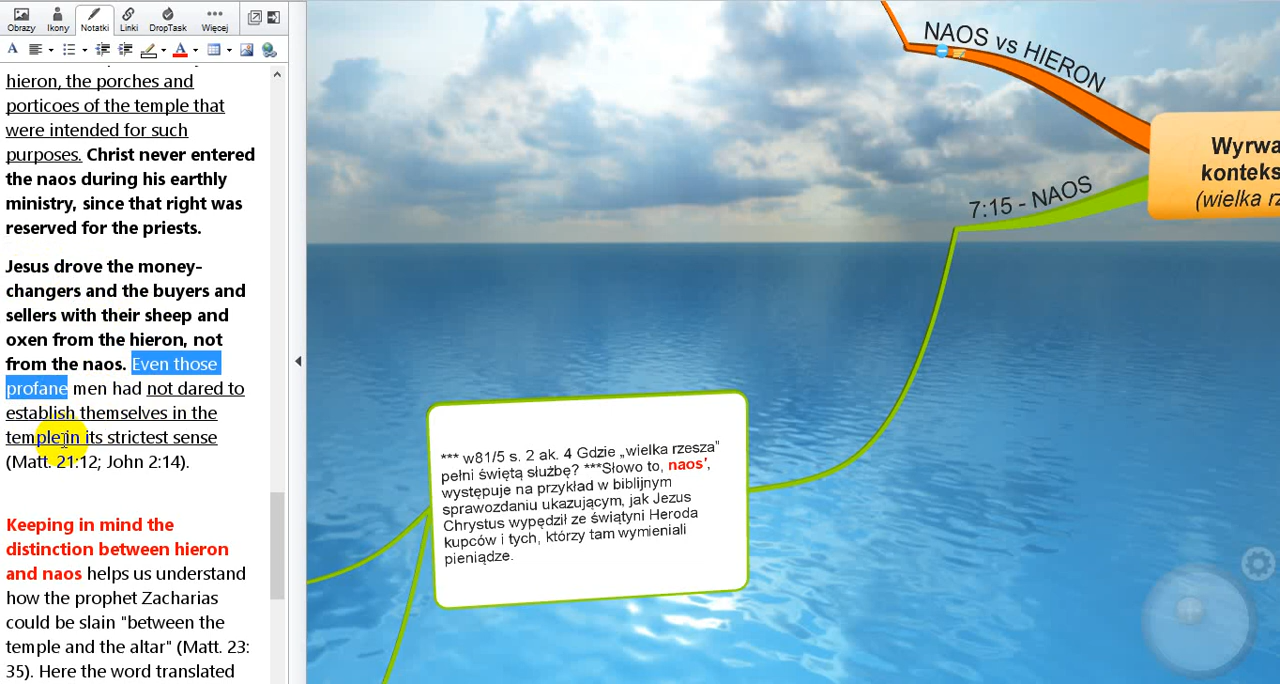 Obrazy Ikony Notatki Linki DropTask Więcej
hieron, the porches and
porticoes of the temple that
were intended for such
purposes. Christ never entered
the naos during his earthly
ministry, since that right was
reserved for the priests.
Jesus drove the money-
changers and the buyers and
sellers with their sheep and
oxen from the hieron, not
from the naos. Even those
profane men had not dared to
establish themselves in the
temple in its strictest sense
(Matt. 21:12; John 2:14).
Keeping in mind the
distinction between hieron
and naos helps us understand
how the prophet Zacharias
could be slain "between the
temple and the altar" (Matt. 23:
35). Here the word translated
NAOS vs HIERON
7:15 - NAOS
Wyrwa
konteks
(wielka rz
*** w81/5 s. 2 ak. 4 Gdzie „wielka rzesza”
pełni świętą służbę? ***Słowo to, naos′,
występuje na przykład w biblijnym
sprawozdaniu ukazującym, jak Jezus
Chrystus wypędził ze świątyni Heroda
kupców i tych, którzy tam wymieniali
pieniądze.